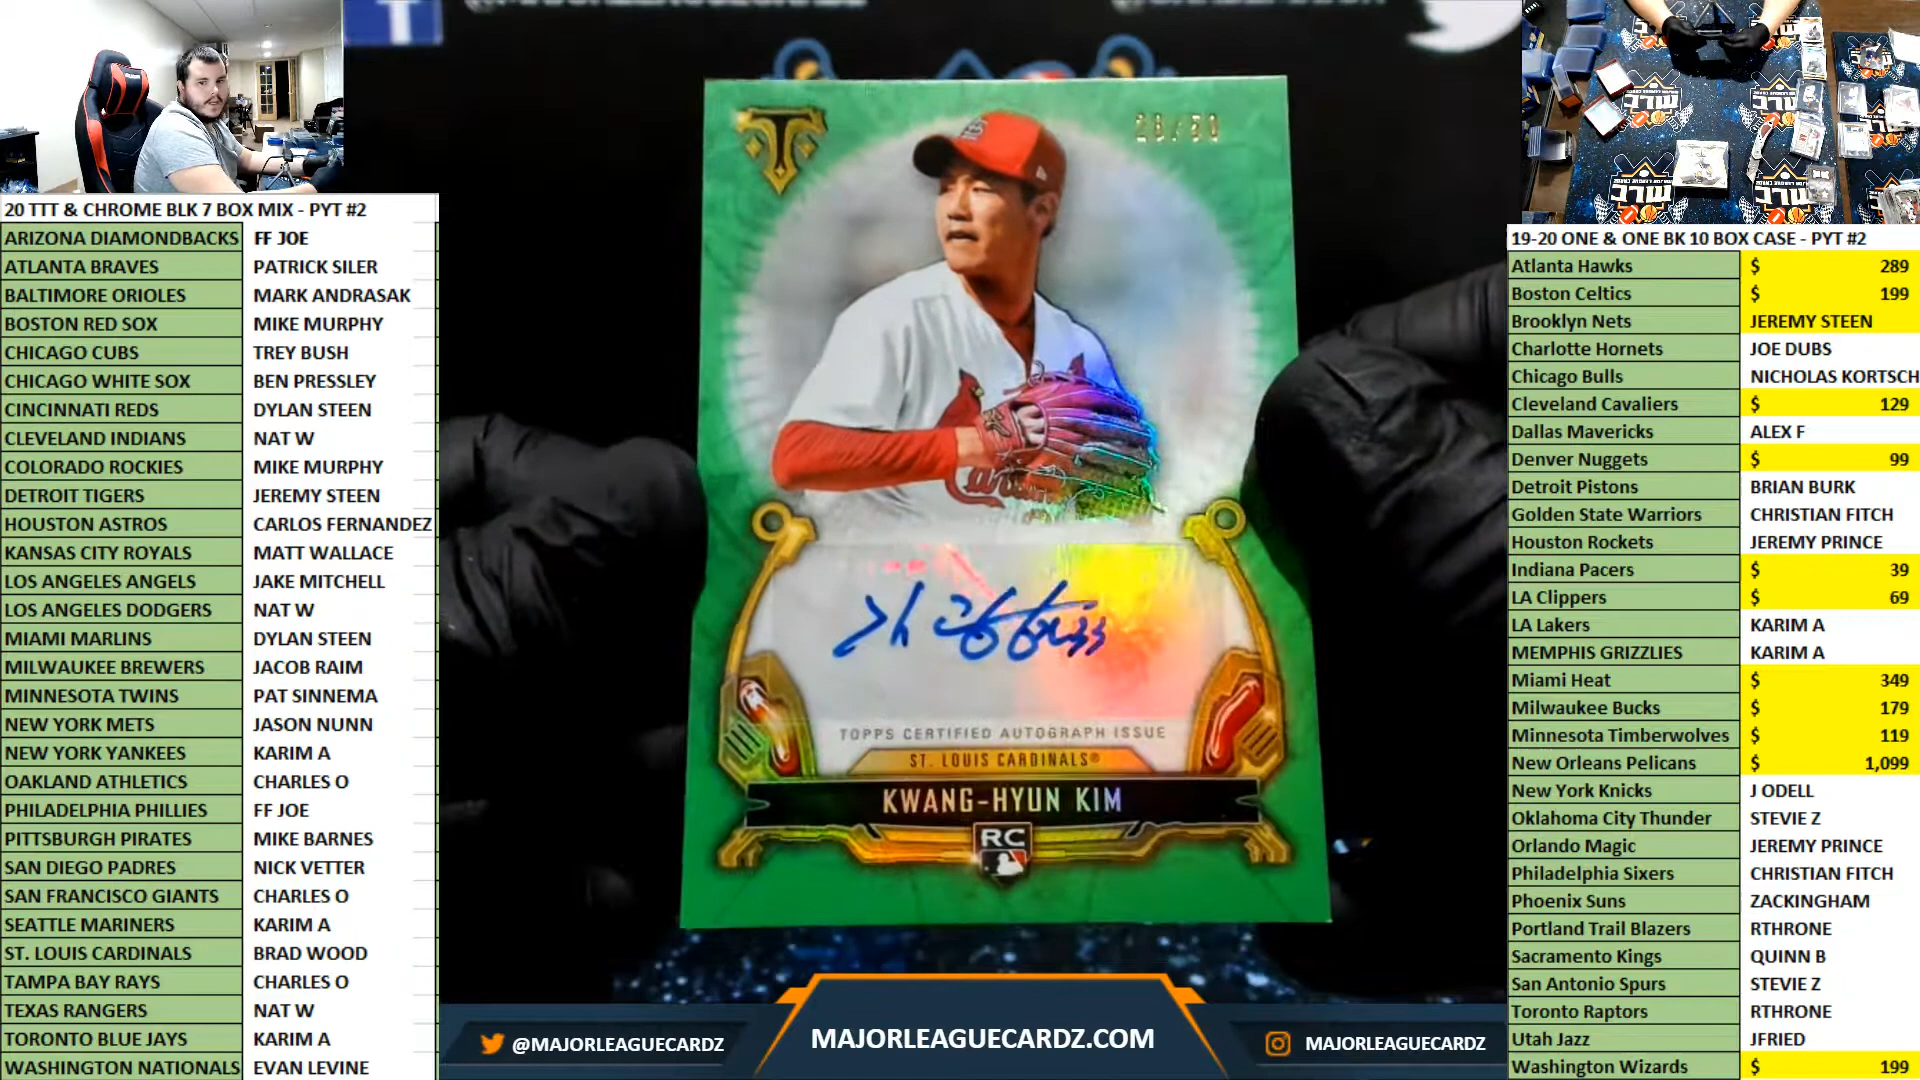 20 TTT & CHROME BLK 7 BOX MIX - PYT #2
ARIZONA DIAMONDBACKS FF JOE
ATLANTA BRAVES PATRICK SILER
BALTIMORE ORIOLES MARK ANDRASAK
BOSTON RED SOX MIKE MURPHY
CHICAGO CUBS TREY BUSH
CHICAGO WHITE SOX BEN PRESSLEY
CINCINNATI REDS DYLAN STEEN
CLEVELAND INDIANS NAT W
COLORADO ROCKIES MIKE MURPHY
DETROIT TIGERS JEREMY STEEN
HOUSTON ASTROS CARLOS FERNANDEZ
KANSAS CITY ROYALS MATT WALLACE
LOS ANGELES ANGELS JAKE MITCHELL
LOS ANGELES DODGERS NAT W
MIAMI MARLINS DYLAN STEEN
MILWAUKEE BREWERS JACOB RAIM
MINNESOTA TWINS PAT SINNEMA
NEW YORK METS JASON NUNN
NEW YORK YANKEES KARIM A
OAKLAND ATHLETICS CHARLES O
PHILADELPHIA PHILLIES FF JOE
PITTSBURGH PIRATES MIKE BARNES
SAN DIEGO PADRES NICK VETTER
SAN FRANCISCO GIANTS CHARLES O
SEATTLE MARINERS KARIM A
ST. LOUIS CARDINALS BRAD WOOD
TAMPA BAY RAYS CHARLES O
TEXAS RANGERS NAT W
TORONTO BLUE JAYS KARIM A
WASHINGTON NATIONALS EVAN LEVINE
TOPPS CERTIFIED AUTOGRAPH ISSUE
ST. LOUIS CARDINALS®
KWANG-HYUN KIM
RC
@MAJORLEAGUECARDZ
MAJORLEAGUECARDZ.COM
MAJORLEAGUECARDZ
19-20 ONE & ONE BK 10 BOX CASE - PYT #2
Atlanta Hawks $ 289
Boston Celtics $ 199
Brooklyn Nets JEREMY STEEN
Charlotte Hornets JOE DUBS
Chicago Bulls NICHOLAS KORTSCH
Cleveland Cavaliers $ 129
Dallas Mavericks ALEX F
Denver Nuggets $ 99
Detroit Pistons BRIAN BURK
Golden State Warriors CHRISTIAN FITCH
Houston Rockets JEREMY PRINCE
Indiana Pacers $ 39
LA Clippers $ 69
LA Lakers KARIM A
MEMPHIS GRIZZLIES KARIM A
Miami Heat $ 349
Milwaukee Bucks $ 179
Minnesota Timberwolves $ 119
New Orleans Pelicans $ 1,099
New York Knicks J ODELL
Oklahoma City Thunder STEVIE Z
Orlando Magic JEREMY PRINCE
Philadelphia Sixers CHRISTIAN FITCH
Phoenix Suns ZACKINGHAM
Portland Trail Blazers RTHRONE
Sacramento Kings QUINN B
San Antonio Spurs STEVIE Z
Toronto Raptors RTHRONE
Utah Jazz JFRIED
Washington Wizards $ 199